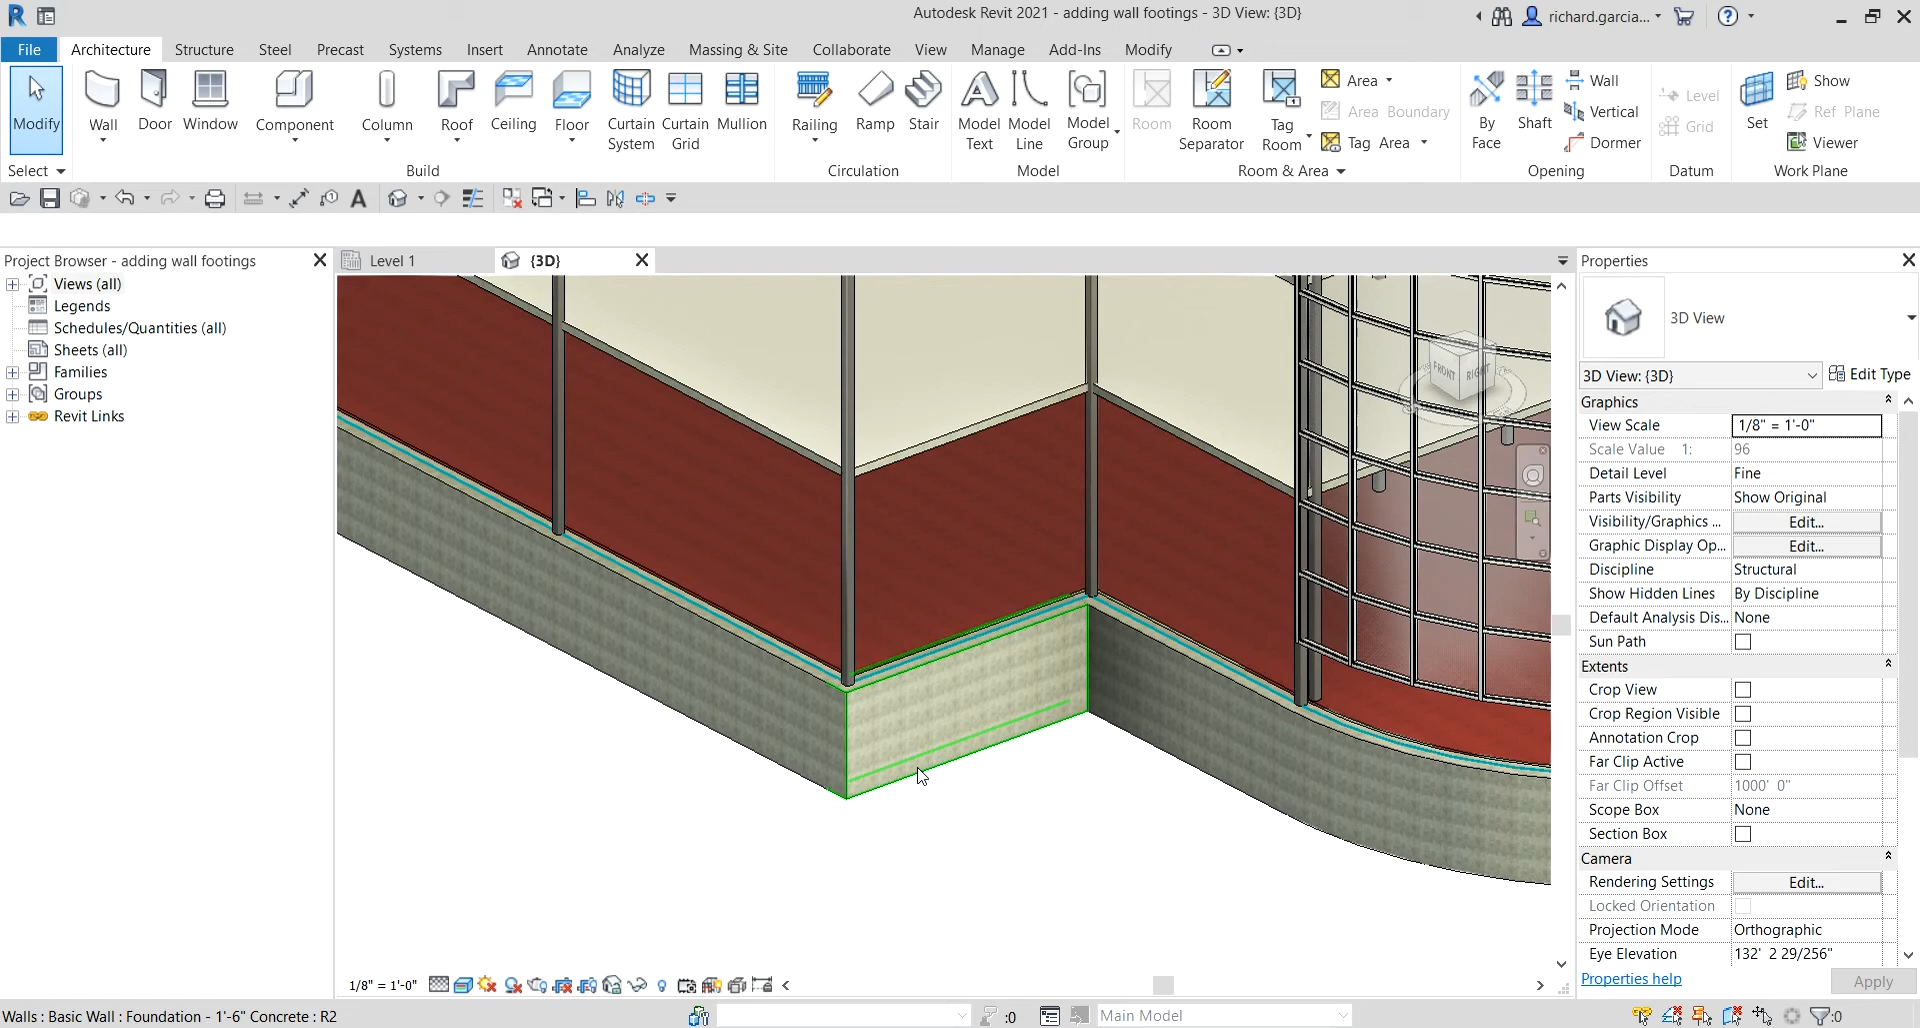 Autodesk Revit 2021 - adding wall footings - 3D View: {3D}
richard.garcia...
File Architecture Structure Steel Precast Systems Insert Annotate Analyze Massing & Site Collaborate View Manage Add-Ins Modify
Modify
Wall
Door
Window
Component
Column
Roof
Ceiling
Floor
Curtain System
Curtain Grid
Mullion
Railing
Ramp
Stair
Model Text
Model Line
Model Group
Room
Room Separator
Tag Room
Area
Area Boundary
Tag Area
By Face
Shaft
Wall
Vertical
Dormer
Level
Grid
Set
Show
Ref Plane
Viewer
Select Build Circulation Model Room & Area Opening Datum Work Plane
Project Browser - adding wall footings
Views (all)
Legends
Schedules/Quantities (all)
Sheets (all)
Families
Groups
Revit Links
Level 1
{3D}
FRONT RIGHT
Properties
3D View
3D View: {3D} Edit Type
Graphics
View Scale 1/8" = 1'-0"
Scale Value 1: 96
Detail Level Fine
Parts Visibility Show Original
Visibility/Graphics ... Edit...
Graphic Display Op... Edit...
Discipline Structural
Show Hidden Lines By Discipline
Default Analysis Dis... None
Sun Path
Extents
Crop View
Crop Region Visible
Annotation Crop
Far Clip Active
Far Clip Offset 1000' 0"
Scope Box None
Section Box
Camera
Rendering Settings Edit...
Locked Orientation
Projection Mode Orthographic
Eye Elevation 132' 2 29/256"
Properties help Apply
1/8" = 1'-0"
Walls : Basic Wall : Foundation - 1'-6" Concrete : R2
:0
Main Model
:0